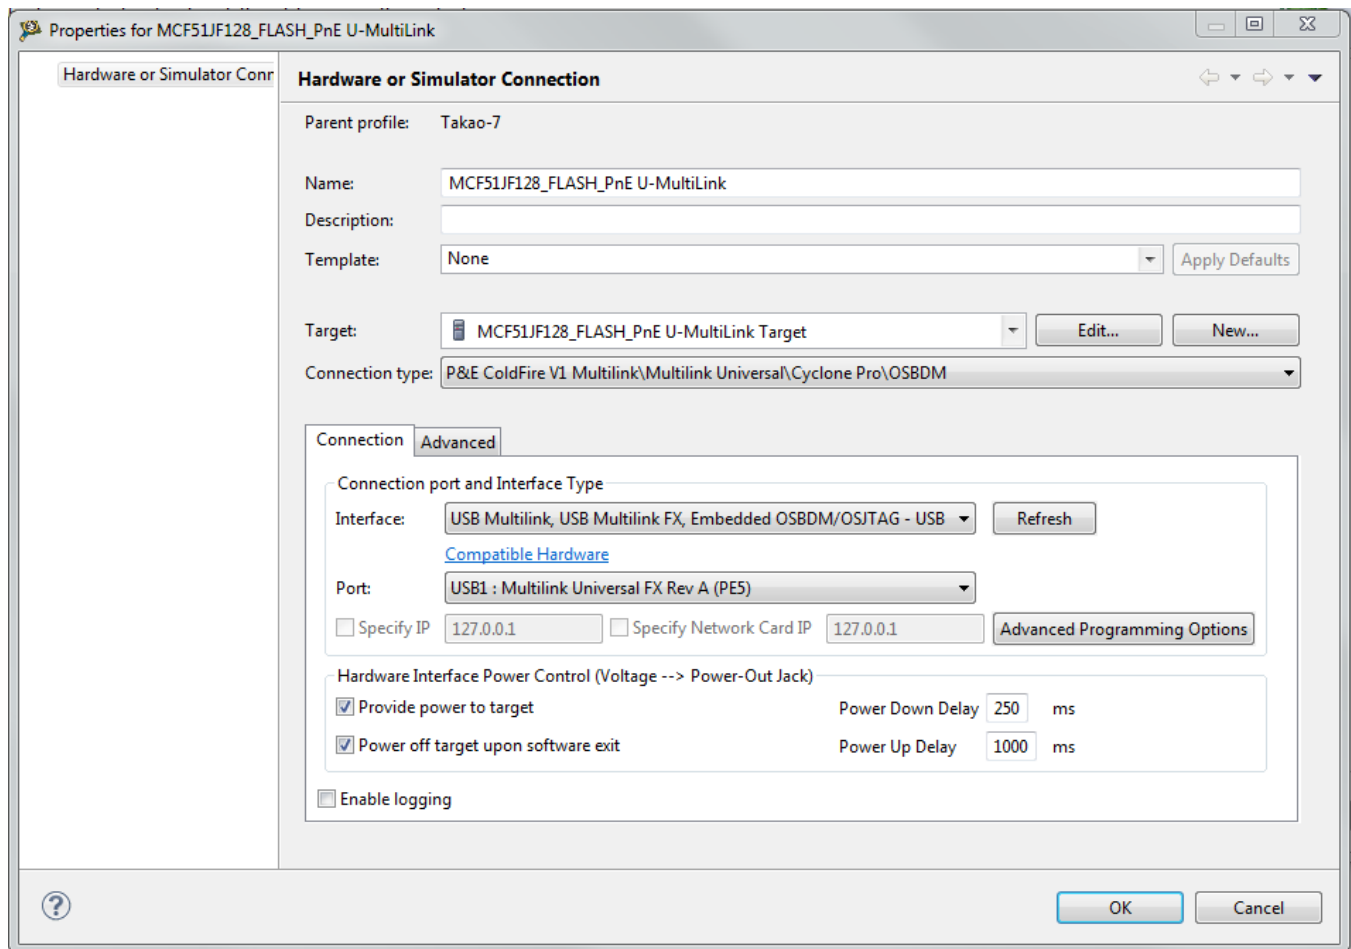 Properties for MCF51JF128_FLASH_PnE U-MultiLink
Hardware or Simulator Conr
Hardware or Simulator Connection
Parent profile: Takao-7
Name: MCF51JF128_FLASH_PnE U-MultiLink
Description:
Template: None Apply Defaults
Target: MCF51JF128_FLASH_PnE U-MultiLink Target Edit... New...
Connection type: P&E ColdFire V1 Multilink\Multilink Universal\Cyclone Pro\OSBDM
Connection Advanced
Connection port and Interface Type
Interface: USB Multilink, USB Multilink FX, Embedded OSBDM/OSJTAG - USB Refresh
Compatible Hardware
Port: USB1 : Multilink Universal FX Rev A (PE5)
Specify IP 127.0.0.1 Specify Network Card IP 127.0.0.1 Advanced Programming Options
Hardware Interface Power Control (Voltage --> Power-Out Jack)
Provide power to target Power Down Delay 250 ms
Power off target upon software exit Power Up Delay 1000 ms
Enable logging
OK Cancel